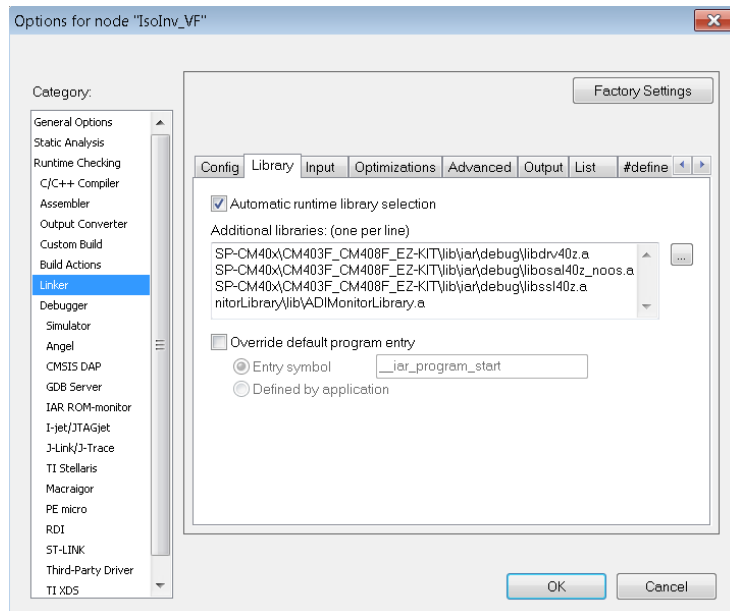 Options for node "IsoInv_VF"
Factory Settings
Category:
General Options
Static Analysis
Runtime Checking
C/C++ Compiler
Assembler
Output Converter
Custom Build
Build Actions
Linker
Debugger
Simulator
Angel
CMSIS DAP
GDB Server
IAR ROM-monitor
I-jet/JTAGjet
J-Link/J-Trace
TI Stellaris
Macraigor
PE micro
RDI
ST-LINK
Third-Party Driver
TI XDS
Config Library Input Optimizations Advanced Output List #define
Automatic runtime library selection
Additional libraries: (one per line)
SP-CM40x\CM403F_CM408F_EZ-KIT\lib\iar\debug\libdrv40z.a
SP-CM40x\CM403F_CM408F_EZ-KIT\lib\iar\debug\libosal40z_noos.a
SP-CM40x\CM403F_CM408F_EZ-KIT\lib\iar\debug\libssl40z.a
nitorLibrary\lib\ADIMonitorLibrary.a
...
Override default program entry
Entry symbol
__iar_program_start
Defined by application
OK
Cancel